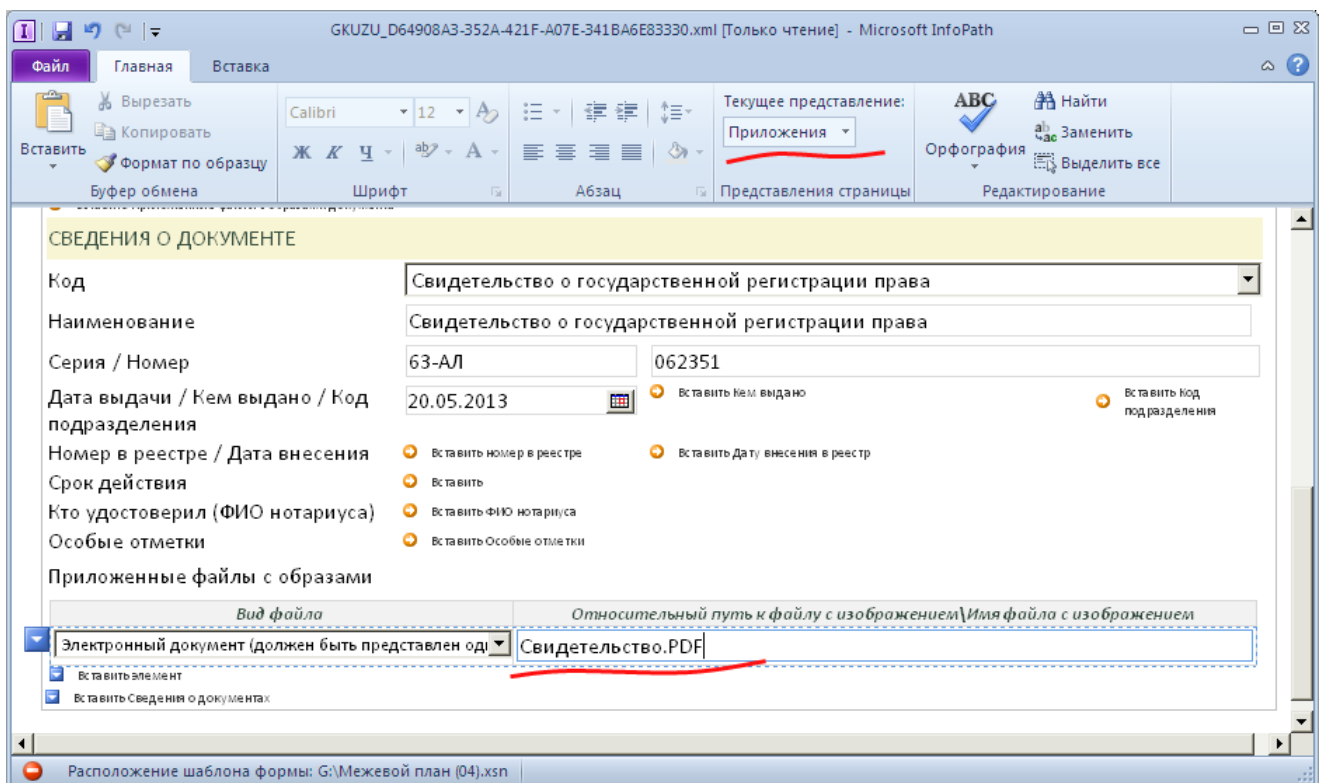 GKUZU_D64908A3-352A-421F-A07E-341BA6E83330.xml [Только чтение] - Microsoft InfoPath
Файл Главная Вставка
Вставить
Вырезать
Копировать
Формат по образцу
Буфер обмена
Calibri 12
Ж К Ч
Шрифт
Абзац
Текущее представление:
Приложения
Представления страницы
ABC
Орфография
Найти
Заменить
Выделить все
Редактирование
СВЕДЕНИЯ О ДОКУМЕНТЕ
Код Свидетельство о государственной регистрации права
Наименование Свидетельство о государственной регистрации права
Серия / Номер 63-АЛ 062351
Дата выдачи / Кем выдано / Код подразделения 20.05.2013 Вставить Кем выдано Вставить Код подразделения
Номер в реестре / Дата внесения Вставить номер в реестре Вставить Дату внесения в реестр
Срок действия Вставить
Кто удостоверил (ФИО нотариуса) Вставить ФИО нотариуса
Особые отметки Вставить Особые отметки
Приложенные файлы с образами
Вид файла Относительный путь к файлу с изображением\Имя файла с изображением
Электронный документ (должен быть представлен од Свидетельство.PDF
Вставить элемент
Вставить Сведения о документах
Расположение шаблона формы: G:\Межевой план (04).xsn